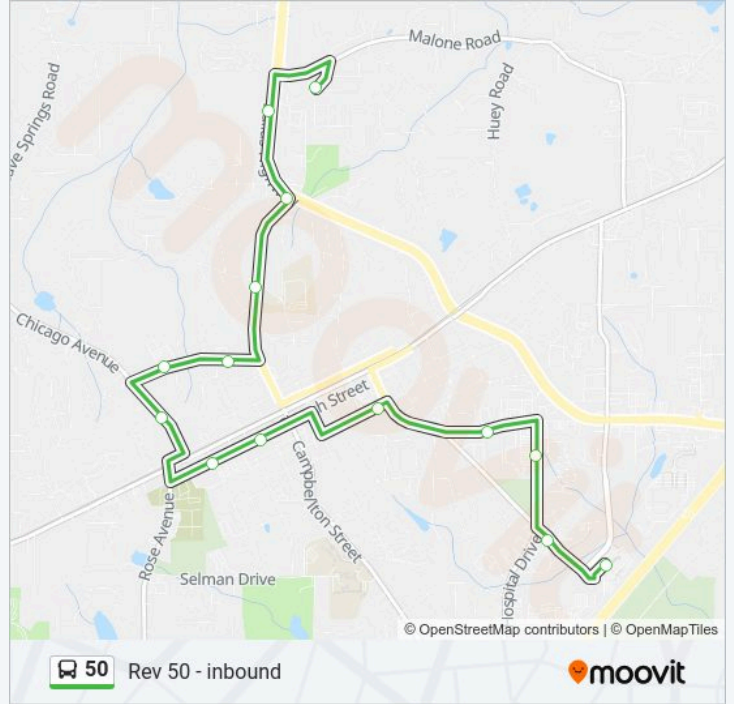 Malone Road
Huey Road
ave Springs Road
Chicago Avenue
h Street
Campbellton Street
Rose Avenue
Hospital Drive
Selman Drive
© OpenStreetMap contributors | © OpenMapTiles
50
Rev 50 - inbound
moovit